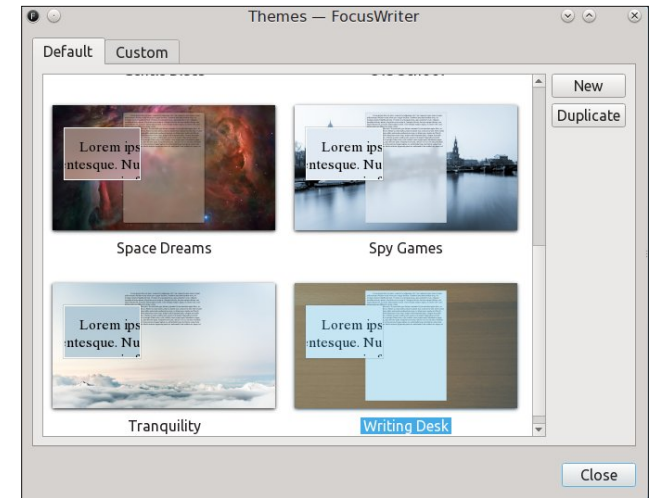 Themes — FocusWriter
Default Custom
New
Duplicate
Lorem ips
ntesque. Nu
Lorem ips
ntesque. Nu
Space Dreams Spy Games
Lorem ips
ntesque. Nu
Lorem ips
ntesque. Nu
Tranquility Writing Desk
Close